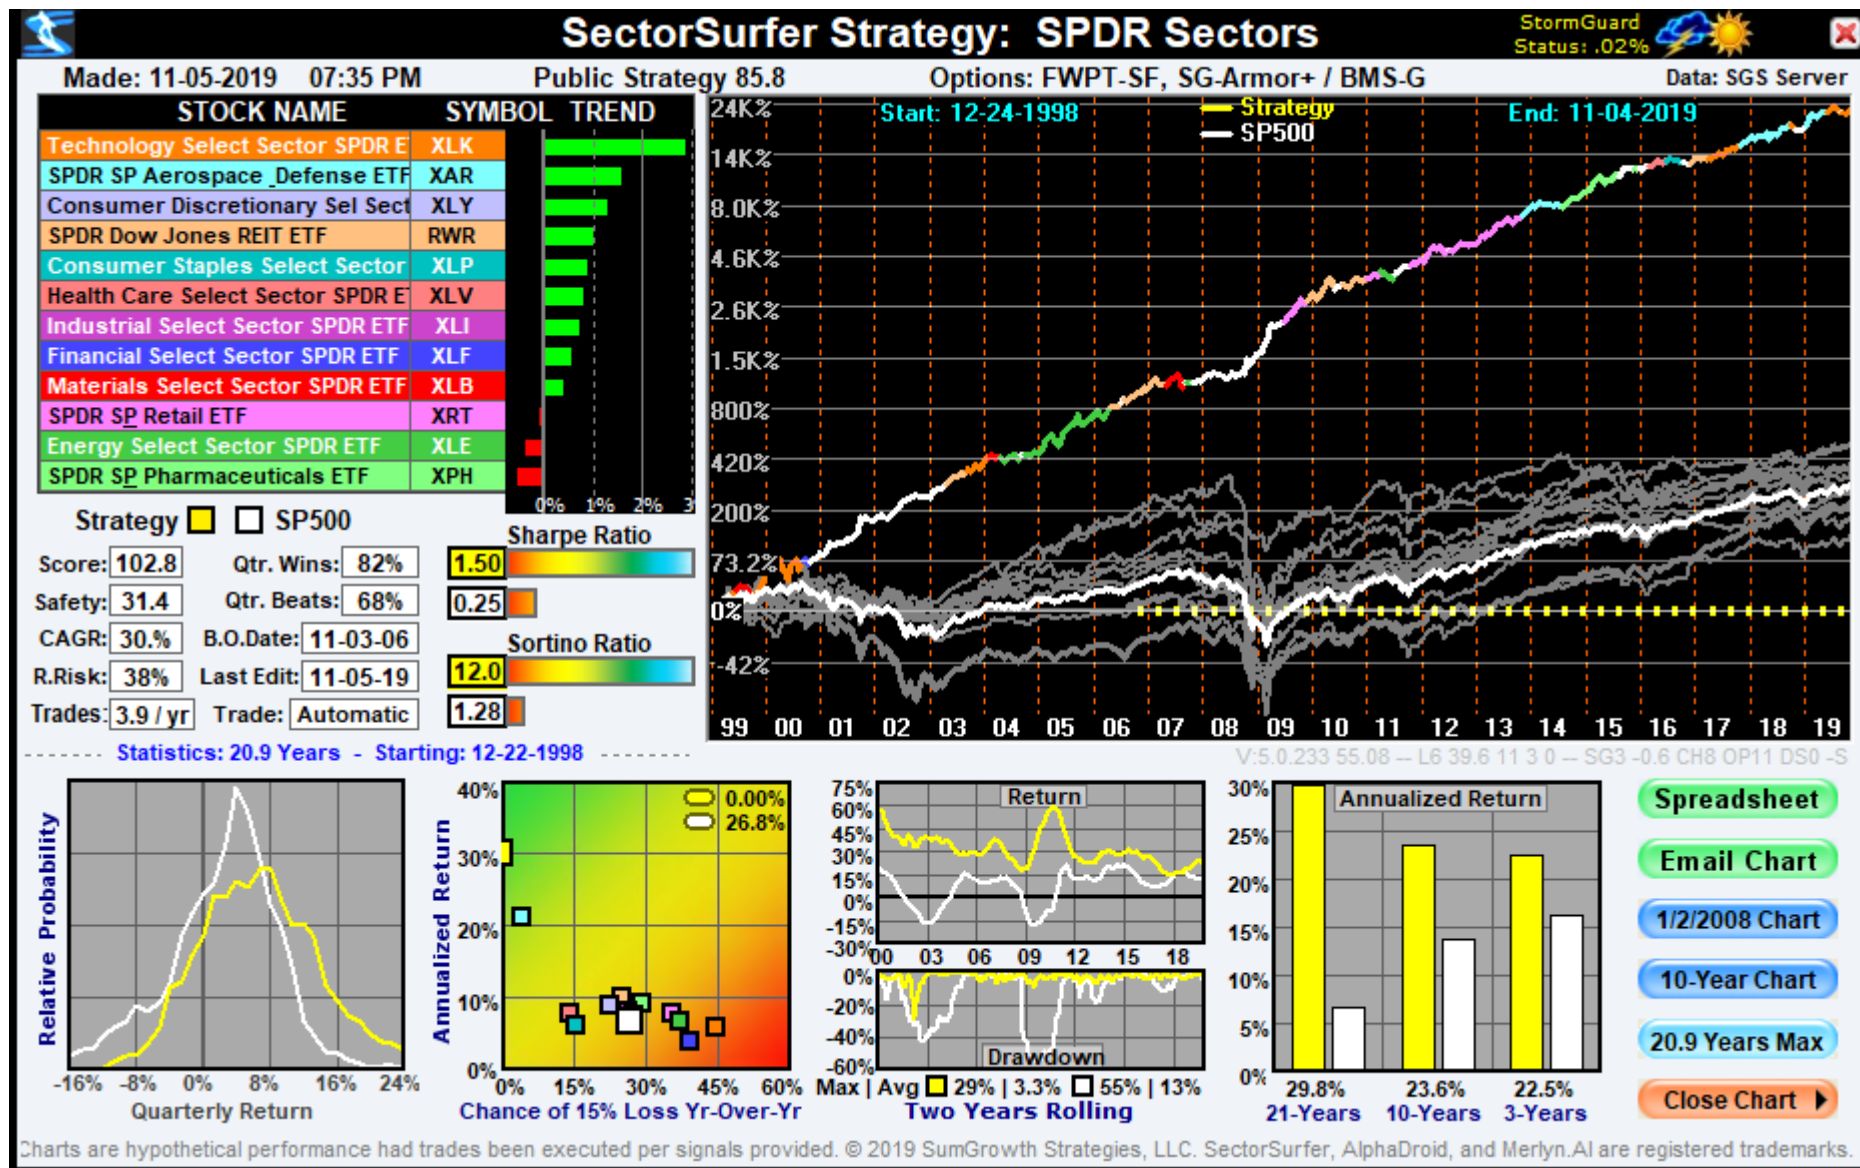 SectorSurfer Strategy: SPDR Sectors
StormGuard
Status: .02%
Made: 11-05-2019 07:35 PM Public Strategy 85.8 Options: FWPT-SF, SG-Armor+ / BMS-G Data: SGS Server
STOCK NAME SYMBOL TREND
Technology Select Sector SPDR E XLK
SPDR SP Aerospace _Defense ETF XAR
Consumer Discretionary Sel Sect XLY
SPDR Dow Jones REIT ETF RWR
Consumer Staples Select Sector XLP
Health Care Select Sector SPDR E XLV
Industrial Select Sector SPDR ETF XLI
Financial Select Sector SPDR ETF XLF
Materials Select Sector SPDR ETF XLB
SPDR SP Retail ETF XRT
Energy Select Sector SPDR ETF XLE
SPDR SP Pharmaceuticals ETF XPH
0% 1% 2% 3
Strategy SP500
Score: 102.8 Qtr. Wins: 82%
Safety: 31.4 Qtr. Beats: 68%
CAGR: 30.% B.O.Date: 11-03-06
R.Risk: 38% Last Edit: 11-05-19
Trades: 3.9 / yr Trade: Automatic
Sharpe Ratio
1.50
0.25
Sortino Ratio
12.0
1.28
Start: 12-24-1998
Strategy
SP500
End: 11-04-2019
24K%
14K%
8.0K%
4.6K%
2.6K%
1.5K%
800%
420%
200%
73.2%
0%
-42%
99 00 01 02 03 04 05 06 07 08 09 10 11 12 13 14 15 16 17 18 19
Statistics: 20.9 Years - Starting: 12-22-1998
V:5.0.233 55.08 -- L6 39.6 11 3 0 -- SG3 -0.6 CH8 OP11 DS0 -S
Relative Probability
-16% -8% 0% 8% 16% 24%
Quarterly Return
Annualized Return
40%
30%
20%
10%
0%
0.00%
26.8%
0% 15% 30% 45% 60%
Chance of 15% Loss Yr-Over-Yr
Return
75%
60%
45%
30%
15%
0%
-15%
-30%
00 03 06 09 12 15 18
0%
-20%
-40%
-60%
Drawdown
Max | Avg 29% | 3.3% 55% | 13%
Two Years Rolling
Annualized Return
30%
25%
20%
15%
10%
5%
0%
29.8% 23.6% 22.5%
21-Years 10-Years 3-Years
Spreadsheet
Email Chart
1/2/2008 Chart
10-Year Chart
20.9 Years Max
Close Chart
Charts are hypothetical performance had trades been executed per signals provided. © 2019 SumGrowth Strategies, LLC. SectorSurfer, AlphaDroid, and Merlyn.AI are registered trademarks.